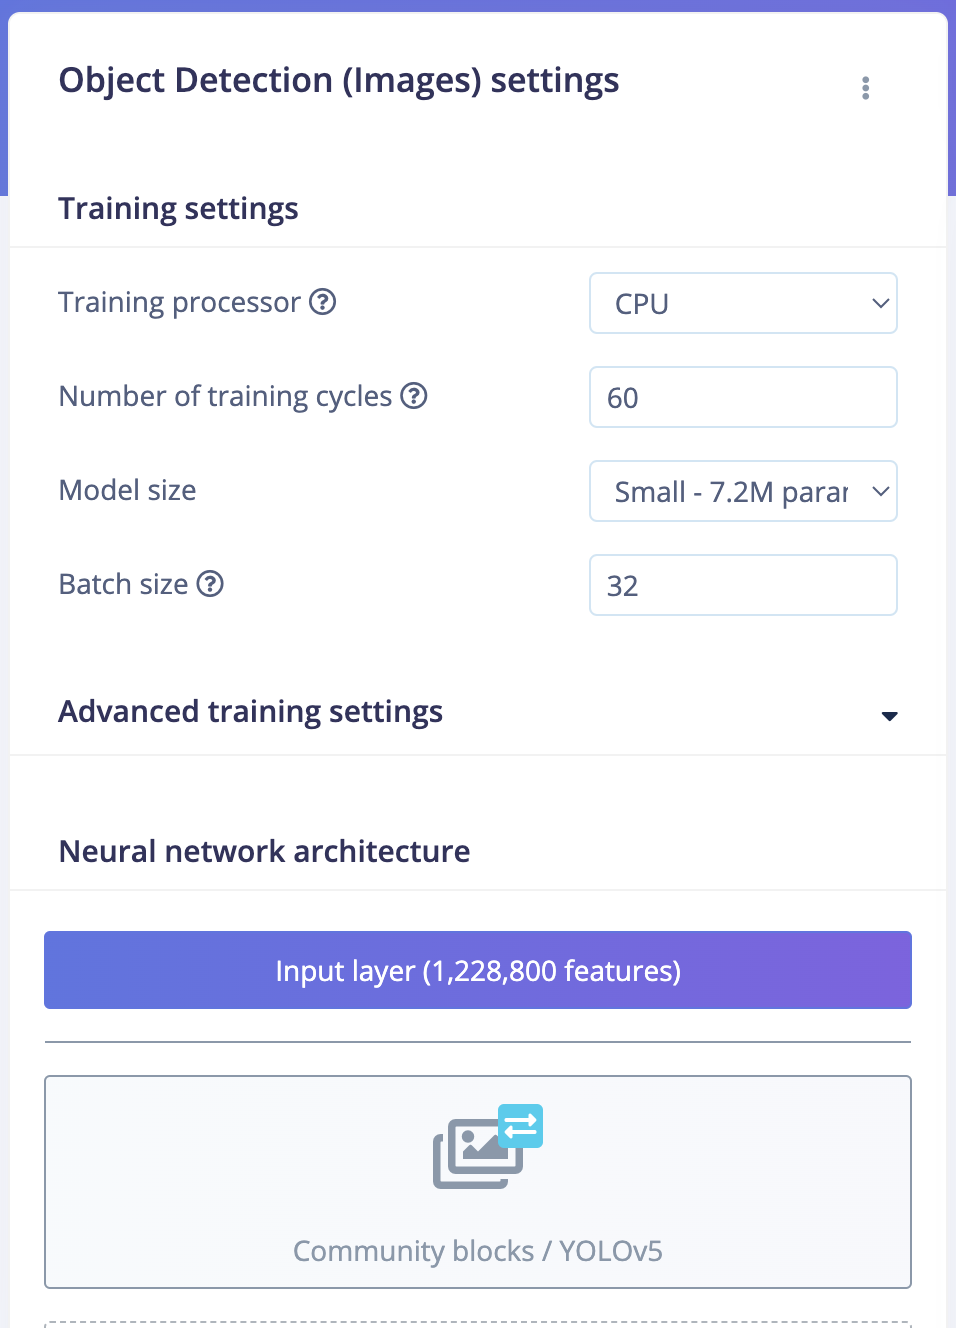 Object Detection (Images) settings
Training settings
Training processor
CPU
Number of training cycles
60
Model size
Small - 7.2M
Batch size
32
Advanced training settings
Neural network architecture
Input layer (1,228,800 features)
Community blocks / YOLOv5